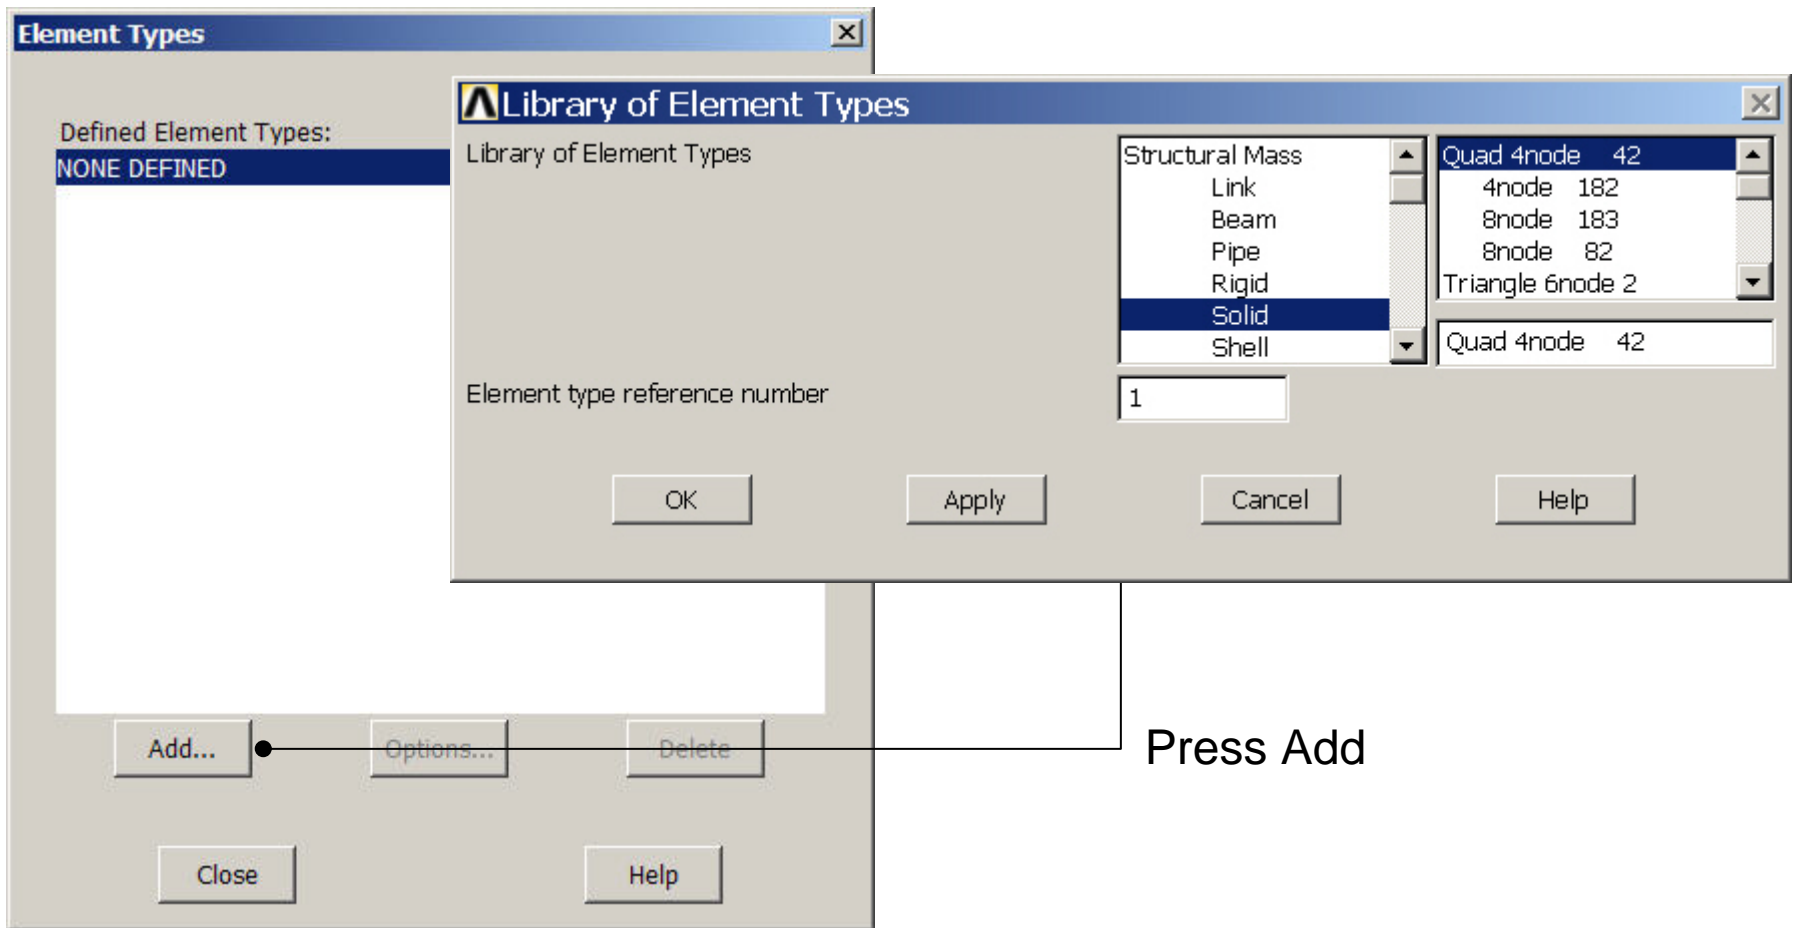 Element Types
Defined Element Types:
NONE DEFINED
Library of Element Types
Library of Element Types
Structural Mass
Link
Beam
Pipe
Rigid
Solid
Shell
Quad 4node 42
4node 182
8node 183
8node 82
Triangle 6node 2
Quad 4node 42
Element type reference number
1
OK
Apply
Cancel
Help
Add...
Options...
Delete
Press Add
Close
Help